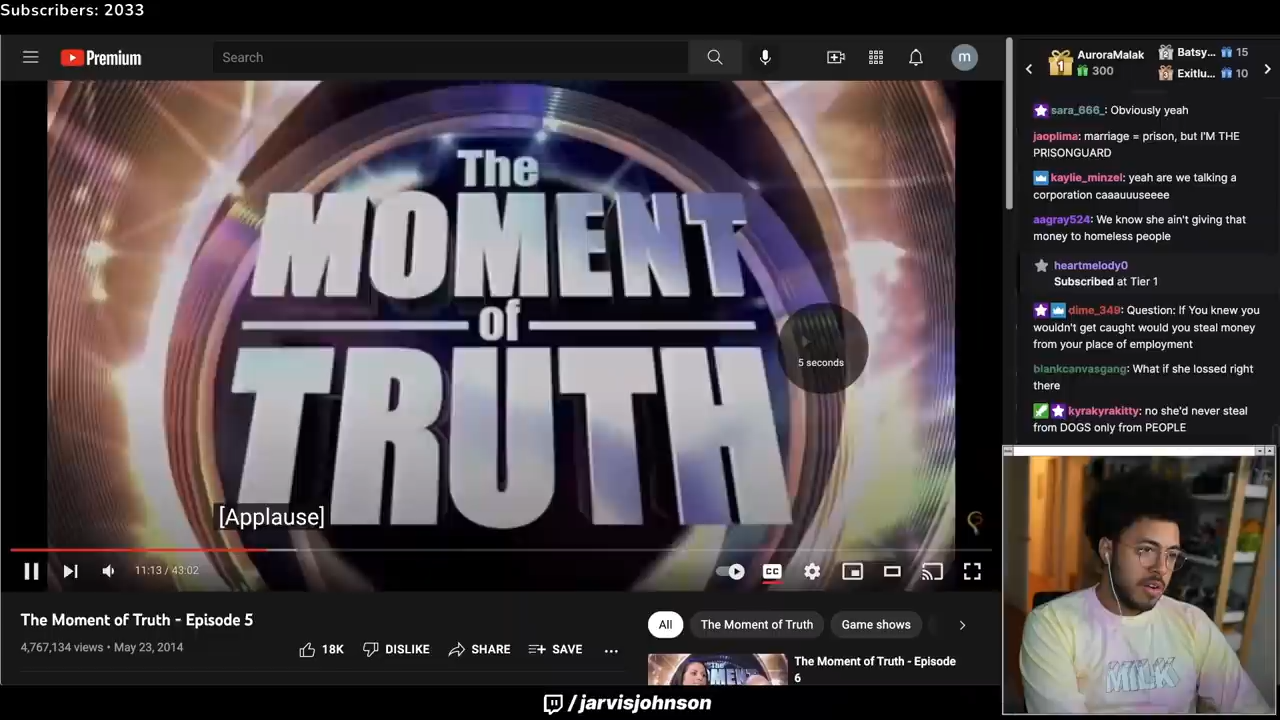 Subscribers: 2033
Premium
Search
m
The
MOMENT
of
TRUTH
5 seconds
[Applause]
11:13 / 43:02
CC
The Moment of Truth - Episode 5
4,767,134 views • May 23, 2014
18K
DISLIKE
SHARE
SAVE
All
The Moment of Truth
Game shows
The Moment of Truth - Episode
6
AuroraMalak
300
1
Batsy... 15
2
Exitlu... 10
3
sara_666_: Obviously yeah
jaoplima: marriage = prison, but I'M THE
PRISONGUARD
kaylie_minzel: yeah are we talking a
corporation caaauuuseeee
aagray524: We know she ain't giving that
money to homeless people
heartmelody0
Subscribed at Tier 1
dime_349: Question: If You knew you
wouldn't get caught would you steal money
from your place of employment
blankcanvasgang: What if she lossed right
there
kyrakyrakitty: no she'd never steal
from DOGS only from PEOPLE
MILK
/jarvisjohnson